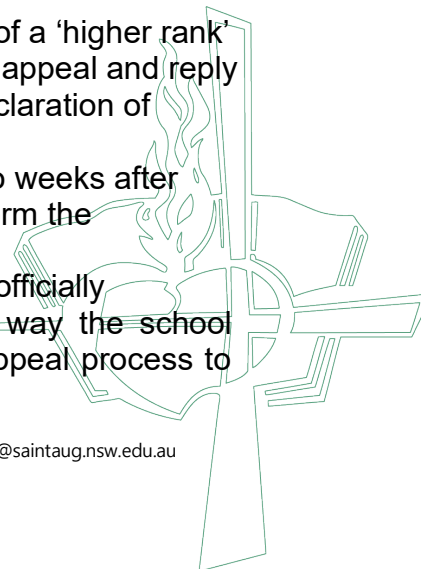 of a ‘higher rank’
appeal and reply
claration of
o weeks after
rm the
officially
way the school
ppeal process to
@saintaug.nsw.edu.au